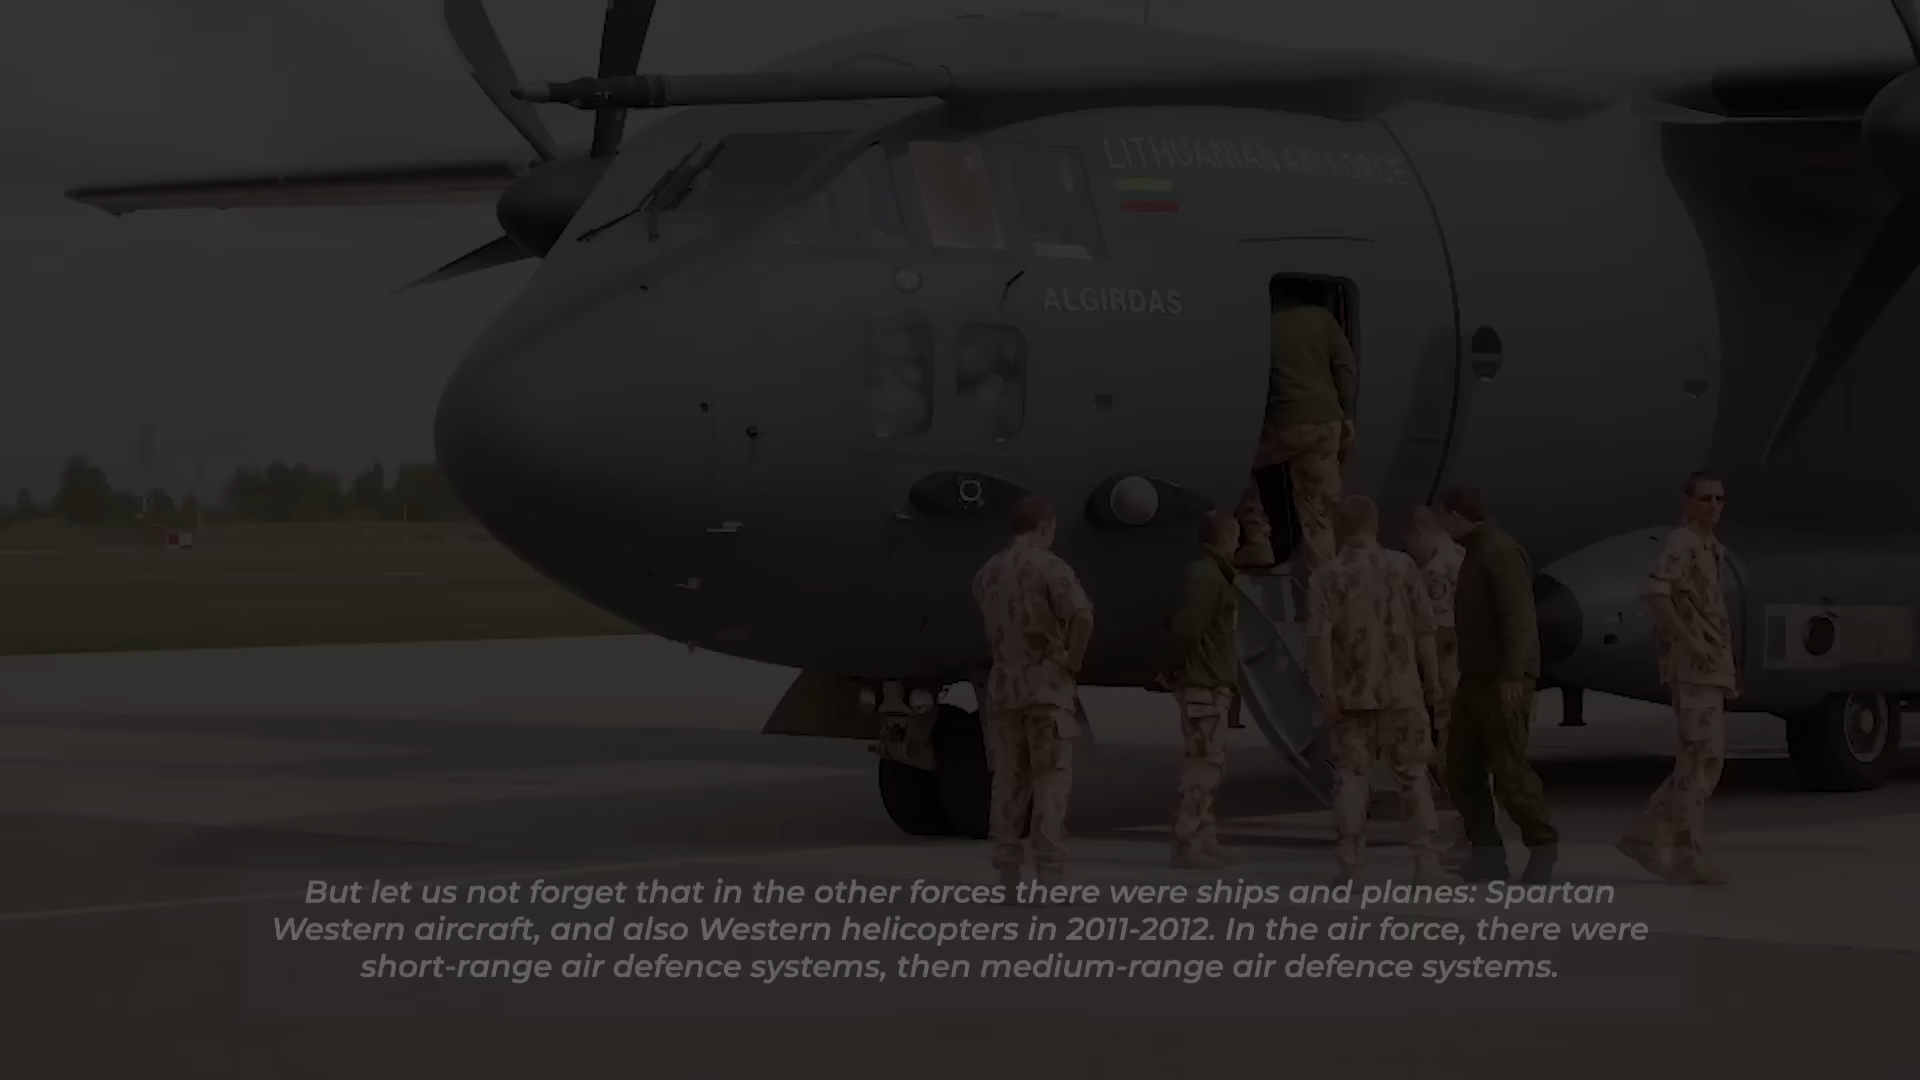 LITHUANIAN AIR FORCE
ALGIRDAS
But let us not forget that in the other forces there were ships and planes: Spartan
Western aircraft, and also Western helicopters in 2011-2012. In the air force, there were
short-range air defence systems, then medium-range air defence systems.